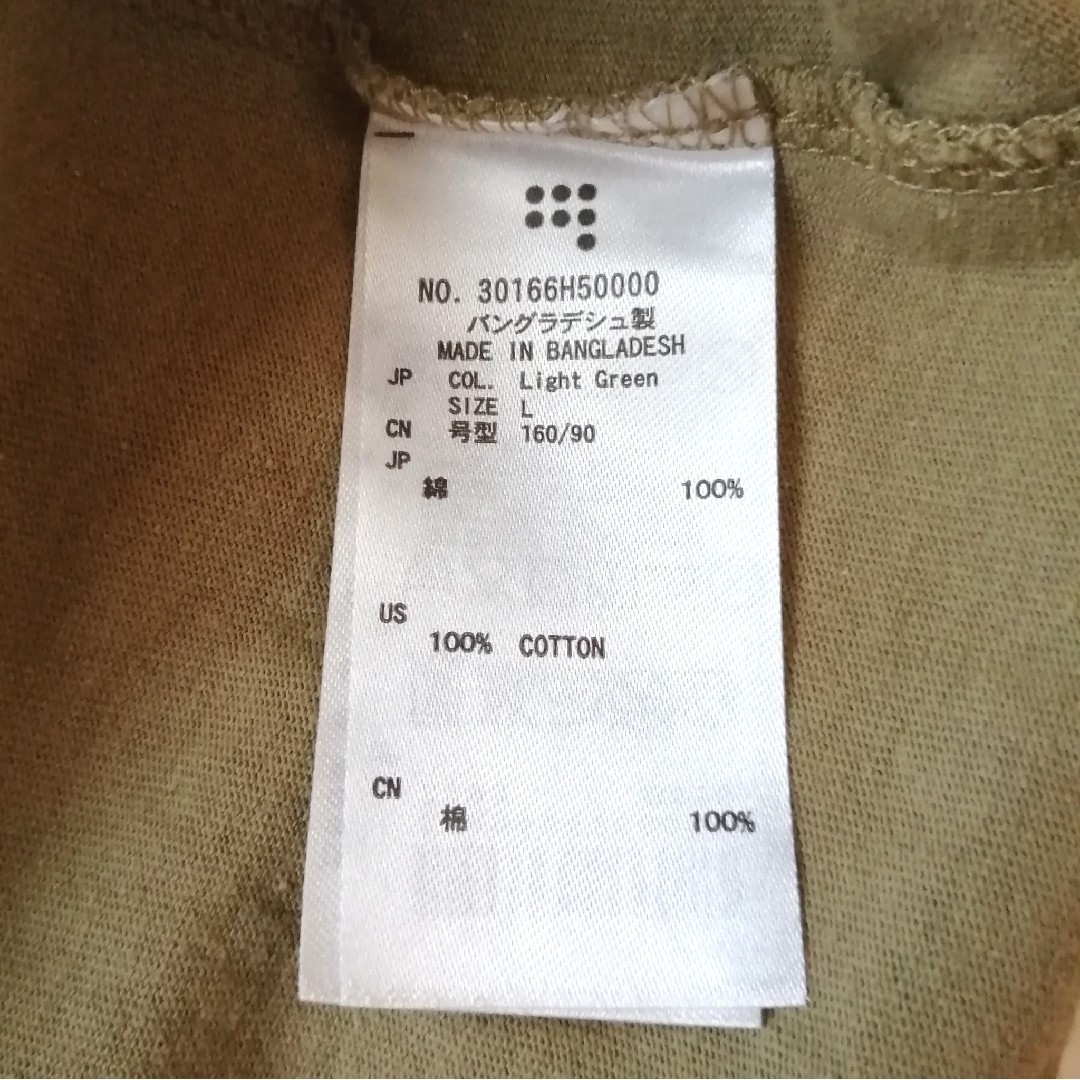 NO. 30166H50000
バングラデシュ製
MADE IN BANGLADESH
JP COL. Light Green
SIZE L
CN 号型 160/90
JP
綿 100%
US
100% COTTON
CN
棉 100%